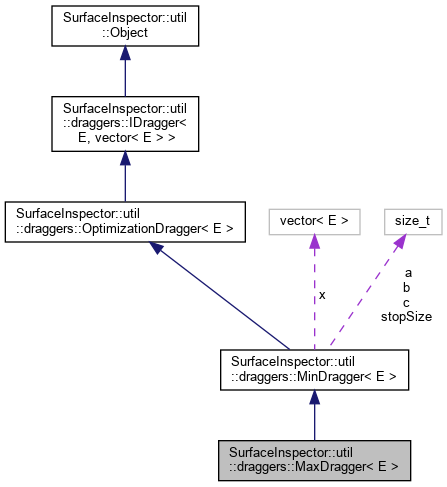 SurfaceInspector::util
::Object
SurfaceInspector::util
::draggers::IDragger<
E, vector< E > >
SurfaceInspector::util
::draggers::OptimizationDragger< E >
vector< E >
size_t
x
a
b
c
stopSize
SurfaceInspector::util
::draggers::MinDragger< E >
SurfaceInspector::util
::draggers::MaxDragger< E >